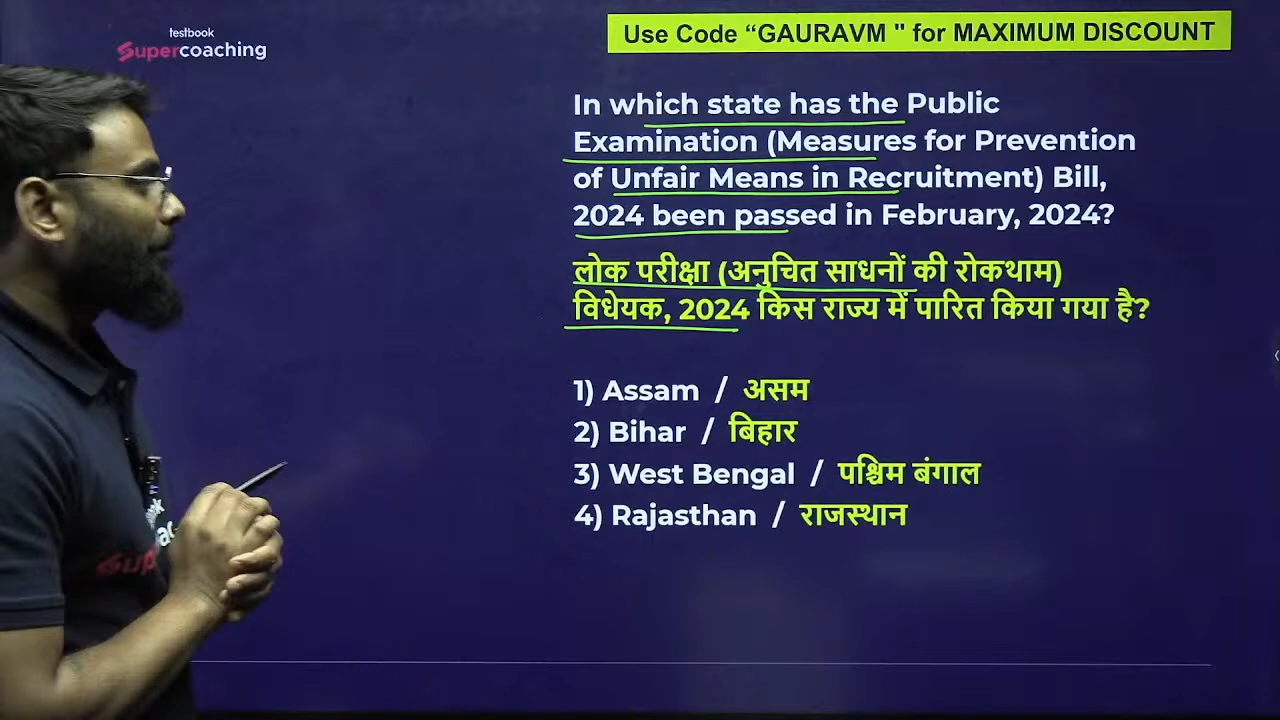 testbook
Supercoaching
Use Code “GAURAVM " for MAXIMUM DISCOUNT
In which state has the Public
Examination (Measures for Prevention
of Unfair Means in Recruitment) Bill,
2024 been passed in February, 2024?
लोक परीक्षा (अनुचित साधनों की रोकथाम)
विधेयक, 2024 किस राज्य में पारित किया गया है?
1) Assam / असम
2) Bihar / बिहार
3) West Bengal / पश्चिम बंगाल
4) Rajasthan / राजस्थान